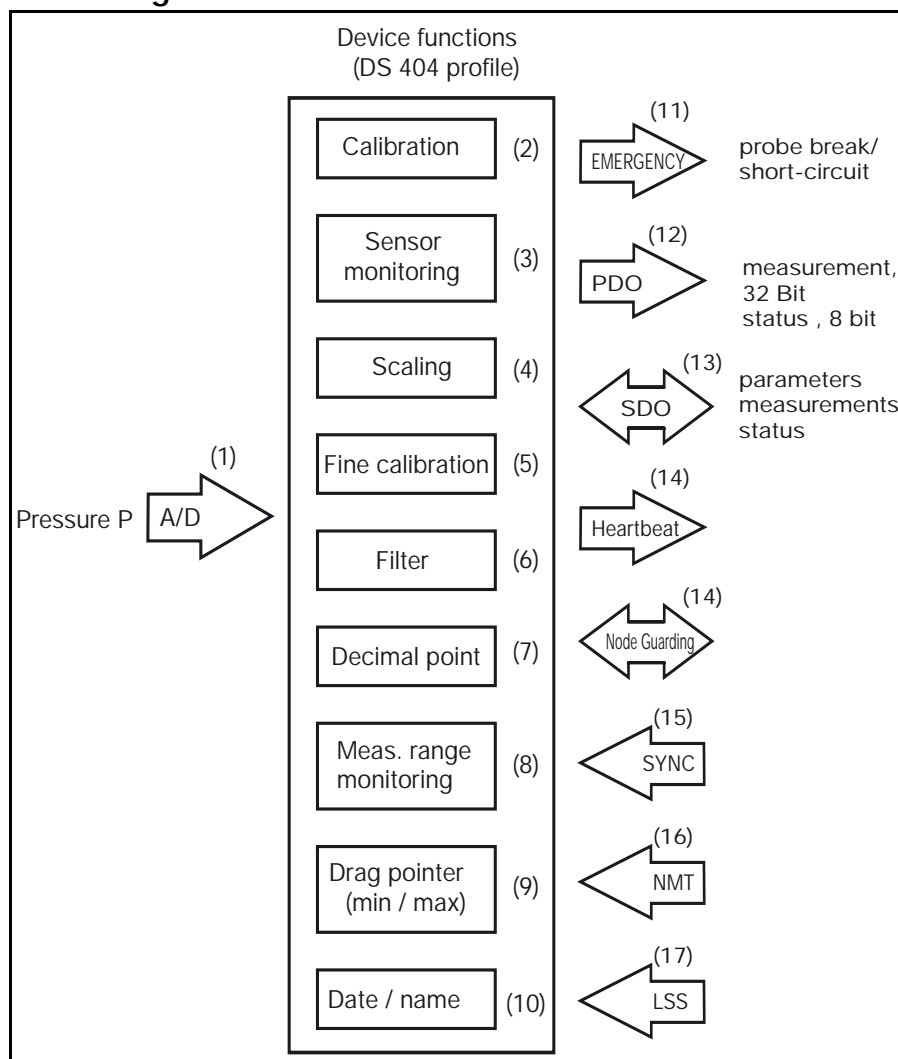 Device functions
(DS 404 profile)
Calibration
(2)
Sensor
monitoring
(3)
Scaling
(4)
Fine calibration
(5)
Filter
(6)
Decimal point
(7)
Meas. range
monitoring
(8)
Drag pointer
(min / max)
(9)
Date / name
(10)
Pressure P
(1)
A/D
(11)
EMERGENCY
probe break/
short-circuit
(12)
PDO
measurement,
32 Bit
status , 8 bit
(13)
SDO
parameters
measurements
status
(14)
Heartbeat
(14)
Node Guarding
(15)
SYNC
(16)
NMT
(17)
LSS